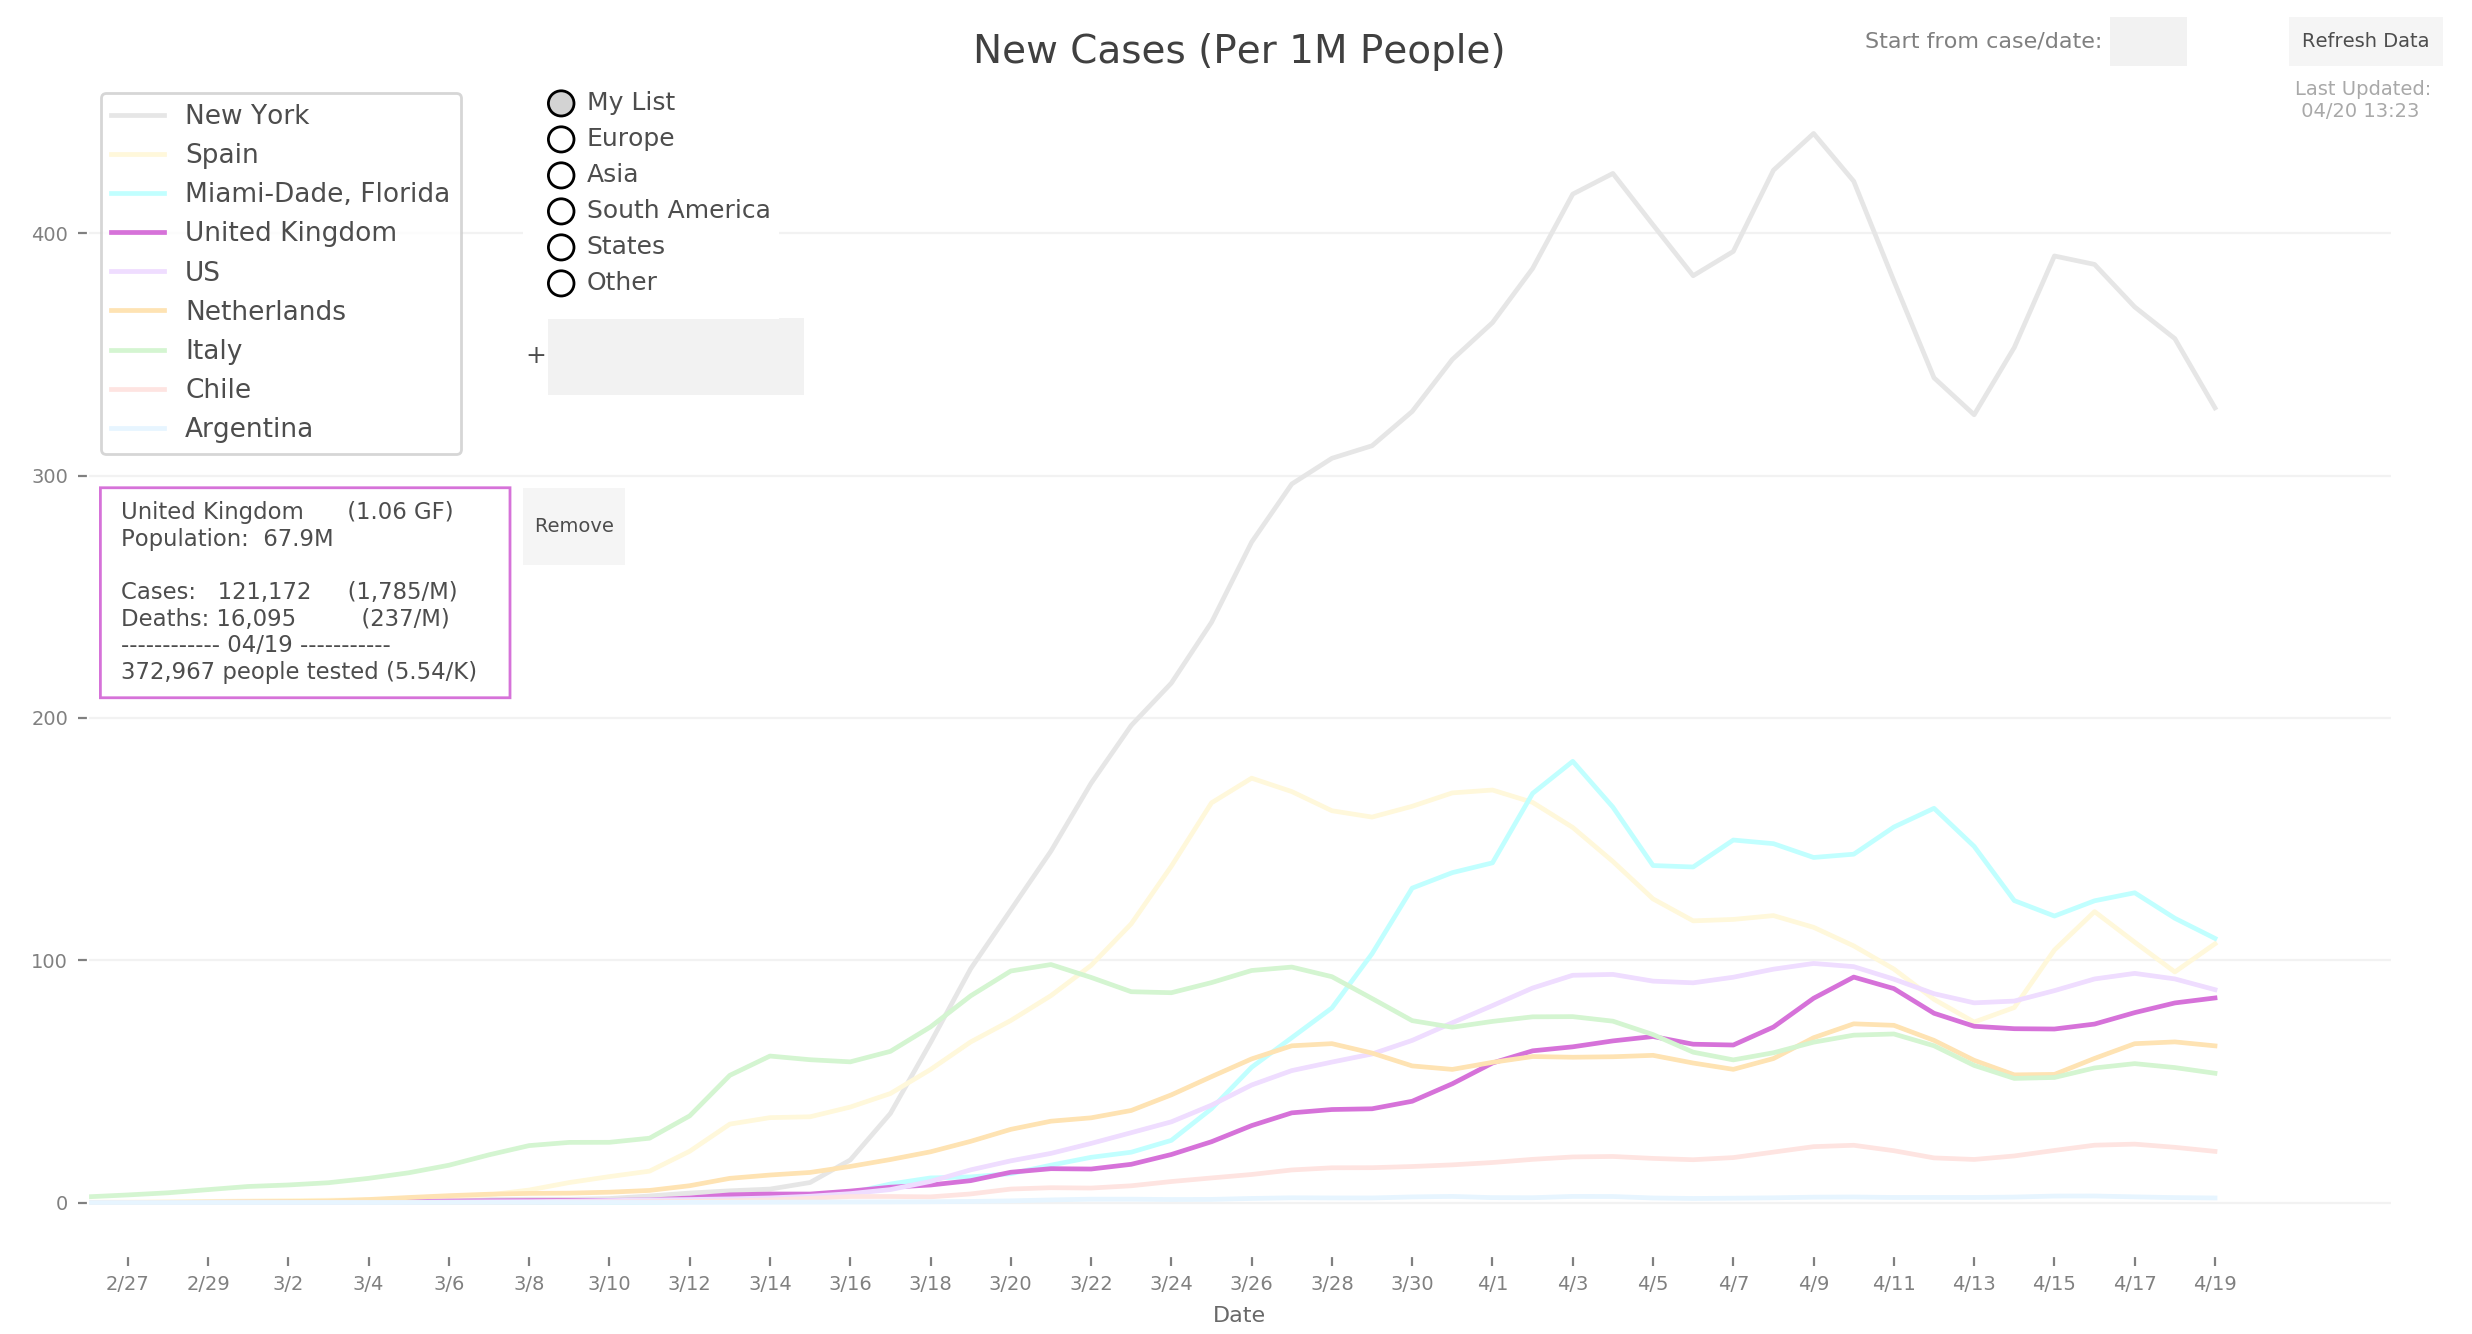 New Cases (Per 1M People)
Start from case/date:
Refresh Data
Last Updated:
04/20 13:23
New York
Spain
Miami-Dade, Florida
United Kingdom
US
Netherlands
Italy
Chile
Argentina
My List
Europe
Asia
South America
States
Other
+
United Kingdom (1.06 GF)
Population: 67.9M
Cases: 121,172 (1,785/M)
Deaths: 16,095 (237/M)
------------ 04/19 -----------
372,967 people tested (5.54/K)
Remove
400
300
200
100
0
2/27 2/29 3/2 3/4 3/6 3/8 3/10 3/12 3/14 3/16 3/18 3/20 3/22 3/24 3/26 3/28 3/30 4/1 4/3 4/5 4/7 4/9 4/11 4/13 4/15 4/17 4/19
Date